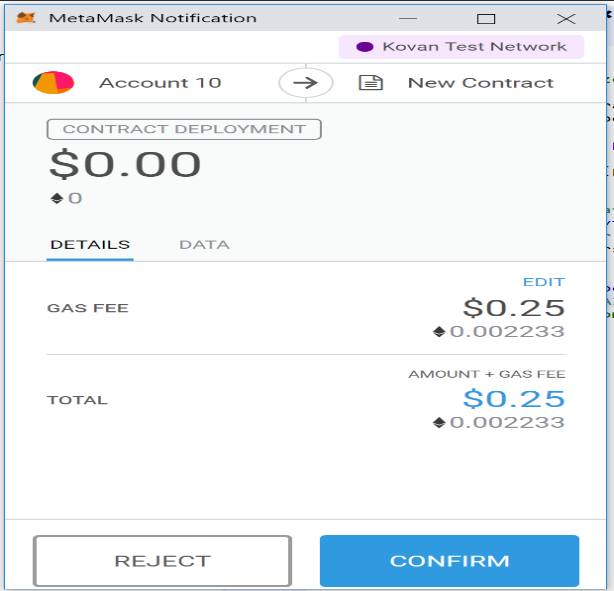 MetaMask Notification
Kovan Test Network
Account 10
New Contract
CONTRACT DEPLOYMENT
$0.00
0
DETAILS DATA
EDIT
GAS FEE $0.25
0.002233
AMOUNT + GAS FEE
TOTAL $0.25
0.002233
REJECT CONFIRM